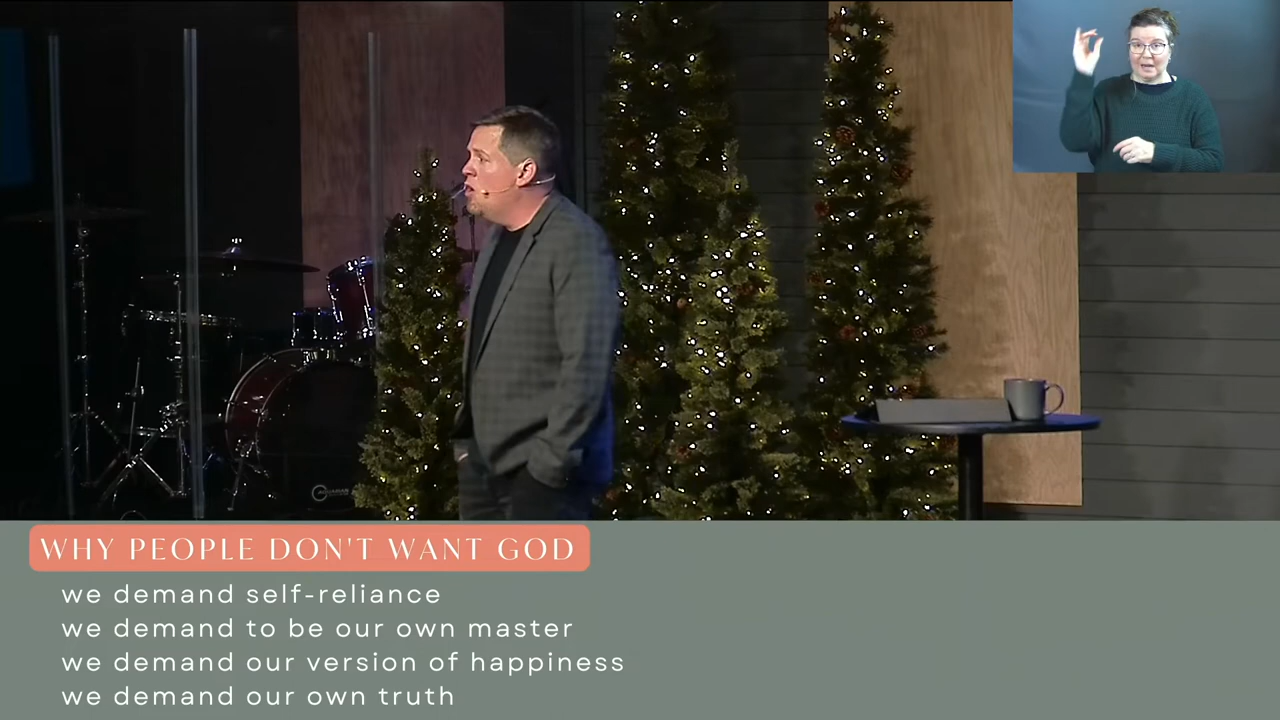 WHY PEOPLE DON'T WANT GOD
we demand self-reliance
we demand to be our own master
we demand our version of happiness
we demand our own truth